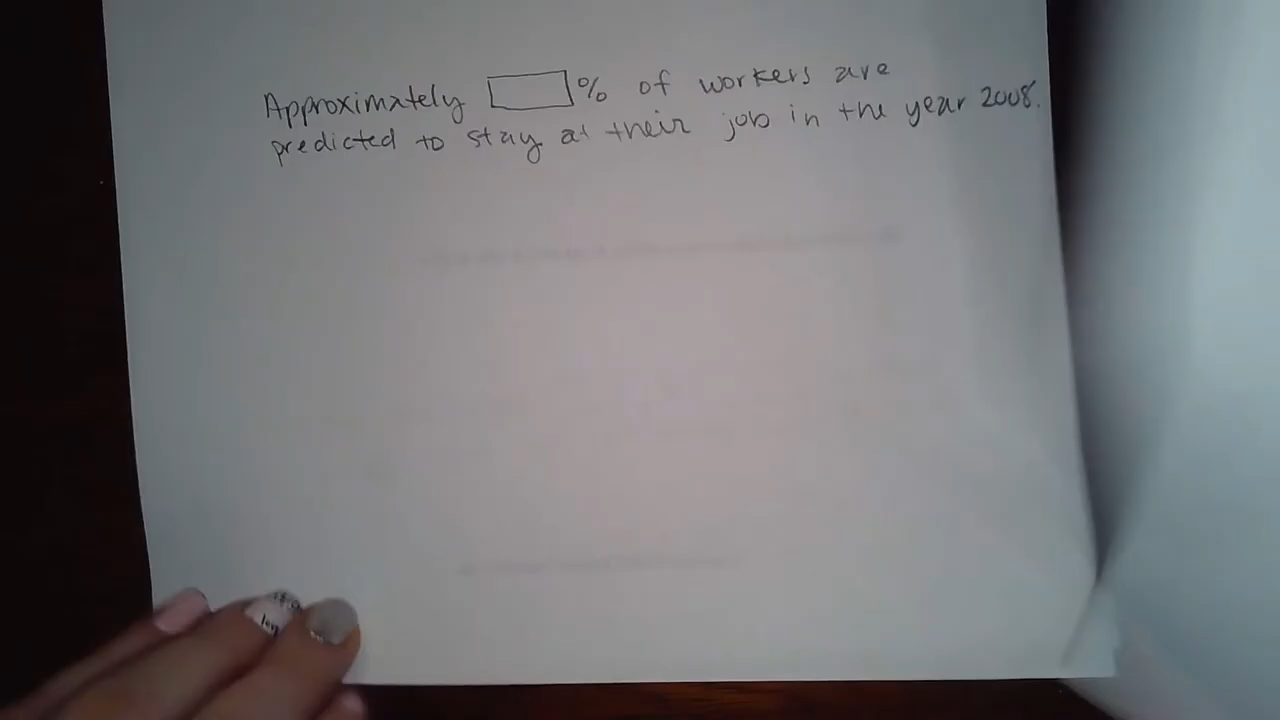 Approximately % of workers are
predicted to stay at their job in the year 2008.